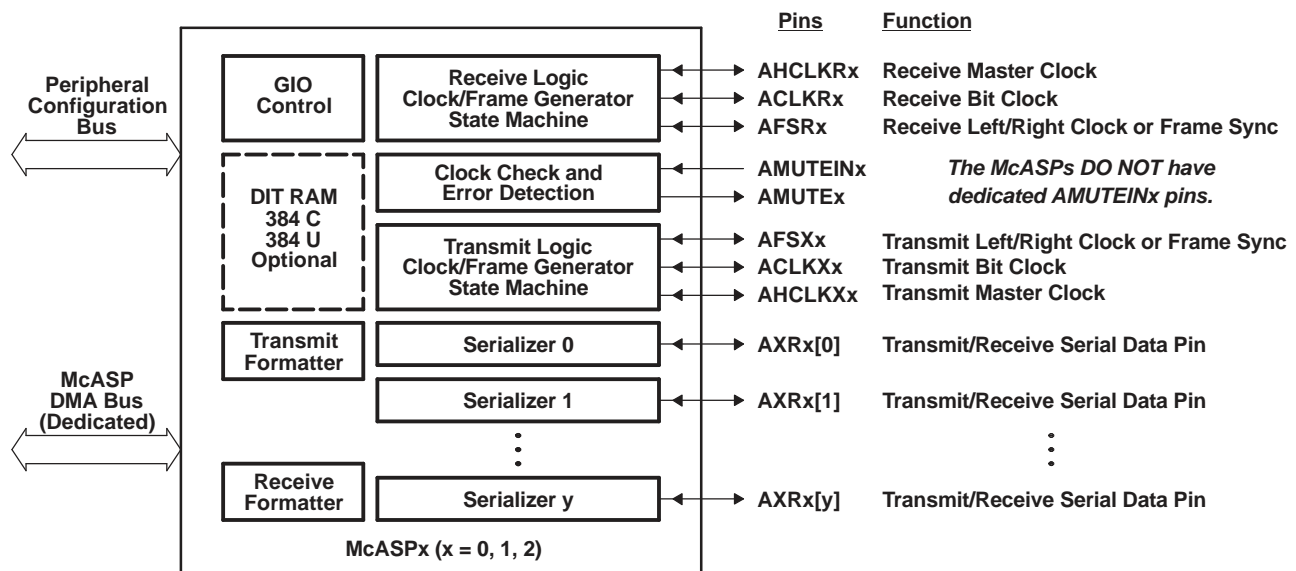 Pins Function
Peripheral
Configuration
Bus
GIO
Control
Receive Logic
Clock/Frame Generator
State Machine
AHCLKRx Receive Master Clock
ACLKRx Receive Bit Clock
AFSRx Receive Left/Right Clock or Frame Sync
DIT RAM
384 C
384 U
Optional
Clock Check and
Error Detection
AMUTEINx
AMUTEx
The McASPs DO NOT have
dedicated AMUTEINx pins.
Transmit Logic
Clock/Frame Generator
State Machine
AFSXx Transmit Left/Right Clock or Frame Sync
ACLKXx Transmit Bit Clock
AHCLKXx Transmit Master Clock
Transmit
Formatter
Serializer 0
AXRx[0] Transmit/Receive Serial Data Pin
McASP
DMA Bus
(Dedicated)
Serializer 1
AXRx[1] Transmit/Receive Serial Data Pin
Receive
Formatter
Serializer y
AXRx[y] Transmit/Receive Serial Data Pin
McASPx (x = 0, 1, 2)